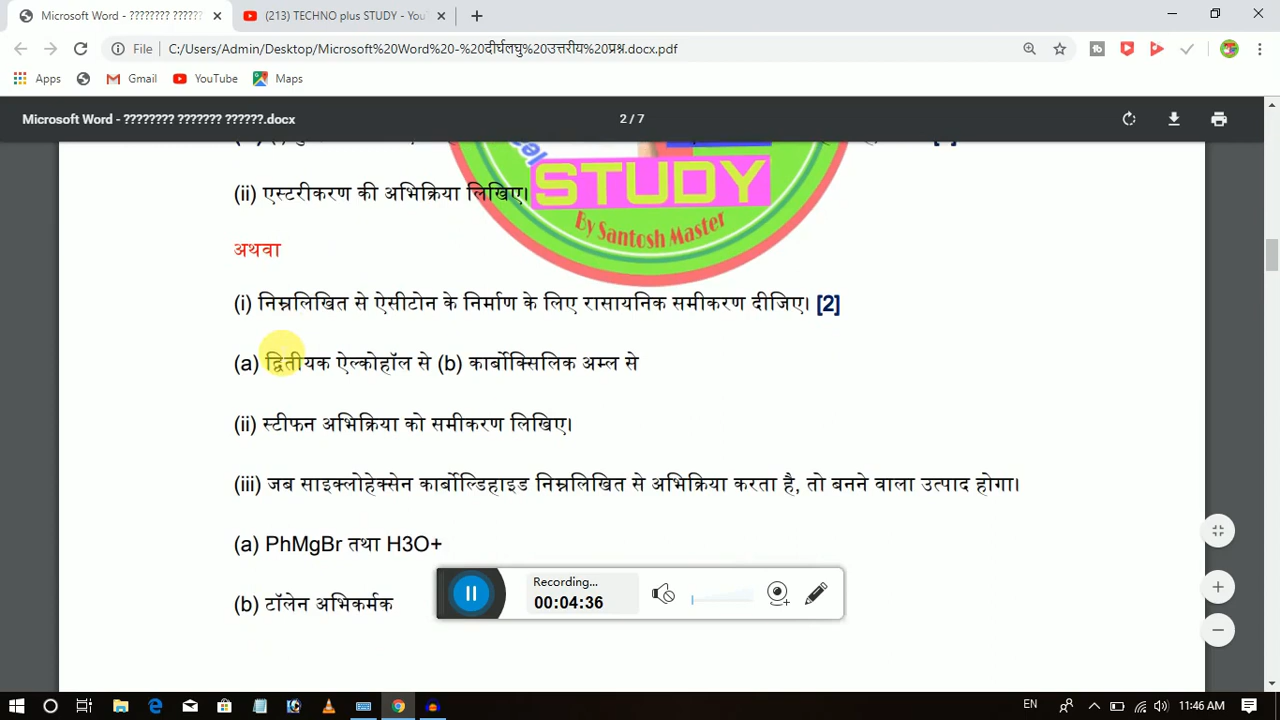 Microsoft Word - ???????? ??????
(213) TECHNO plus STUDY - You
File C:/Users/Admin/Desktop/Microsoft%20Word%20-%20दीर्घलघु%20उत्तरीय%20प्रश्न.docx.pdf
Apps Gmail YouTube Maps
Microsoft Word - ???????? ??????? ??????.docx 2 / 7
STUDY
By Santosh Master
(ii) एस्टरीकरण की अभिक्रिया लिखिए।
अथवा
(i) निम्नलिखित से ऐसीटोन के निर्माण के लिए रासायनिक समीकरण दीजिए। [2]
(a) द्वितीयक ऐल्कोहॉल से (b) कार्बोक्सिलिक अम्ल से
(ii) स्टीफन अभिक्रिया को समीकरण लिखिए।
(iii) जब साइक्लोहेक्सेन कार्बोल्डिहाइड निम्नलिखित से अभिक्रिया करता है, तो बनने वाला उत्पाद होगा।
(a) PhMgBr तथा H3O+
(b) टॉलेन अभिकर्मक
Recording...
00:04:36
EN 11:46 AM